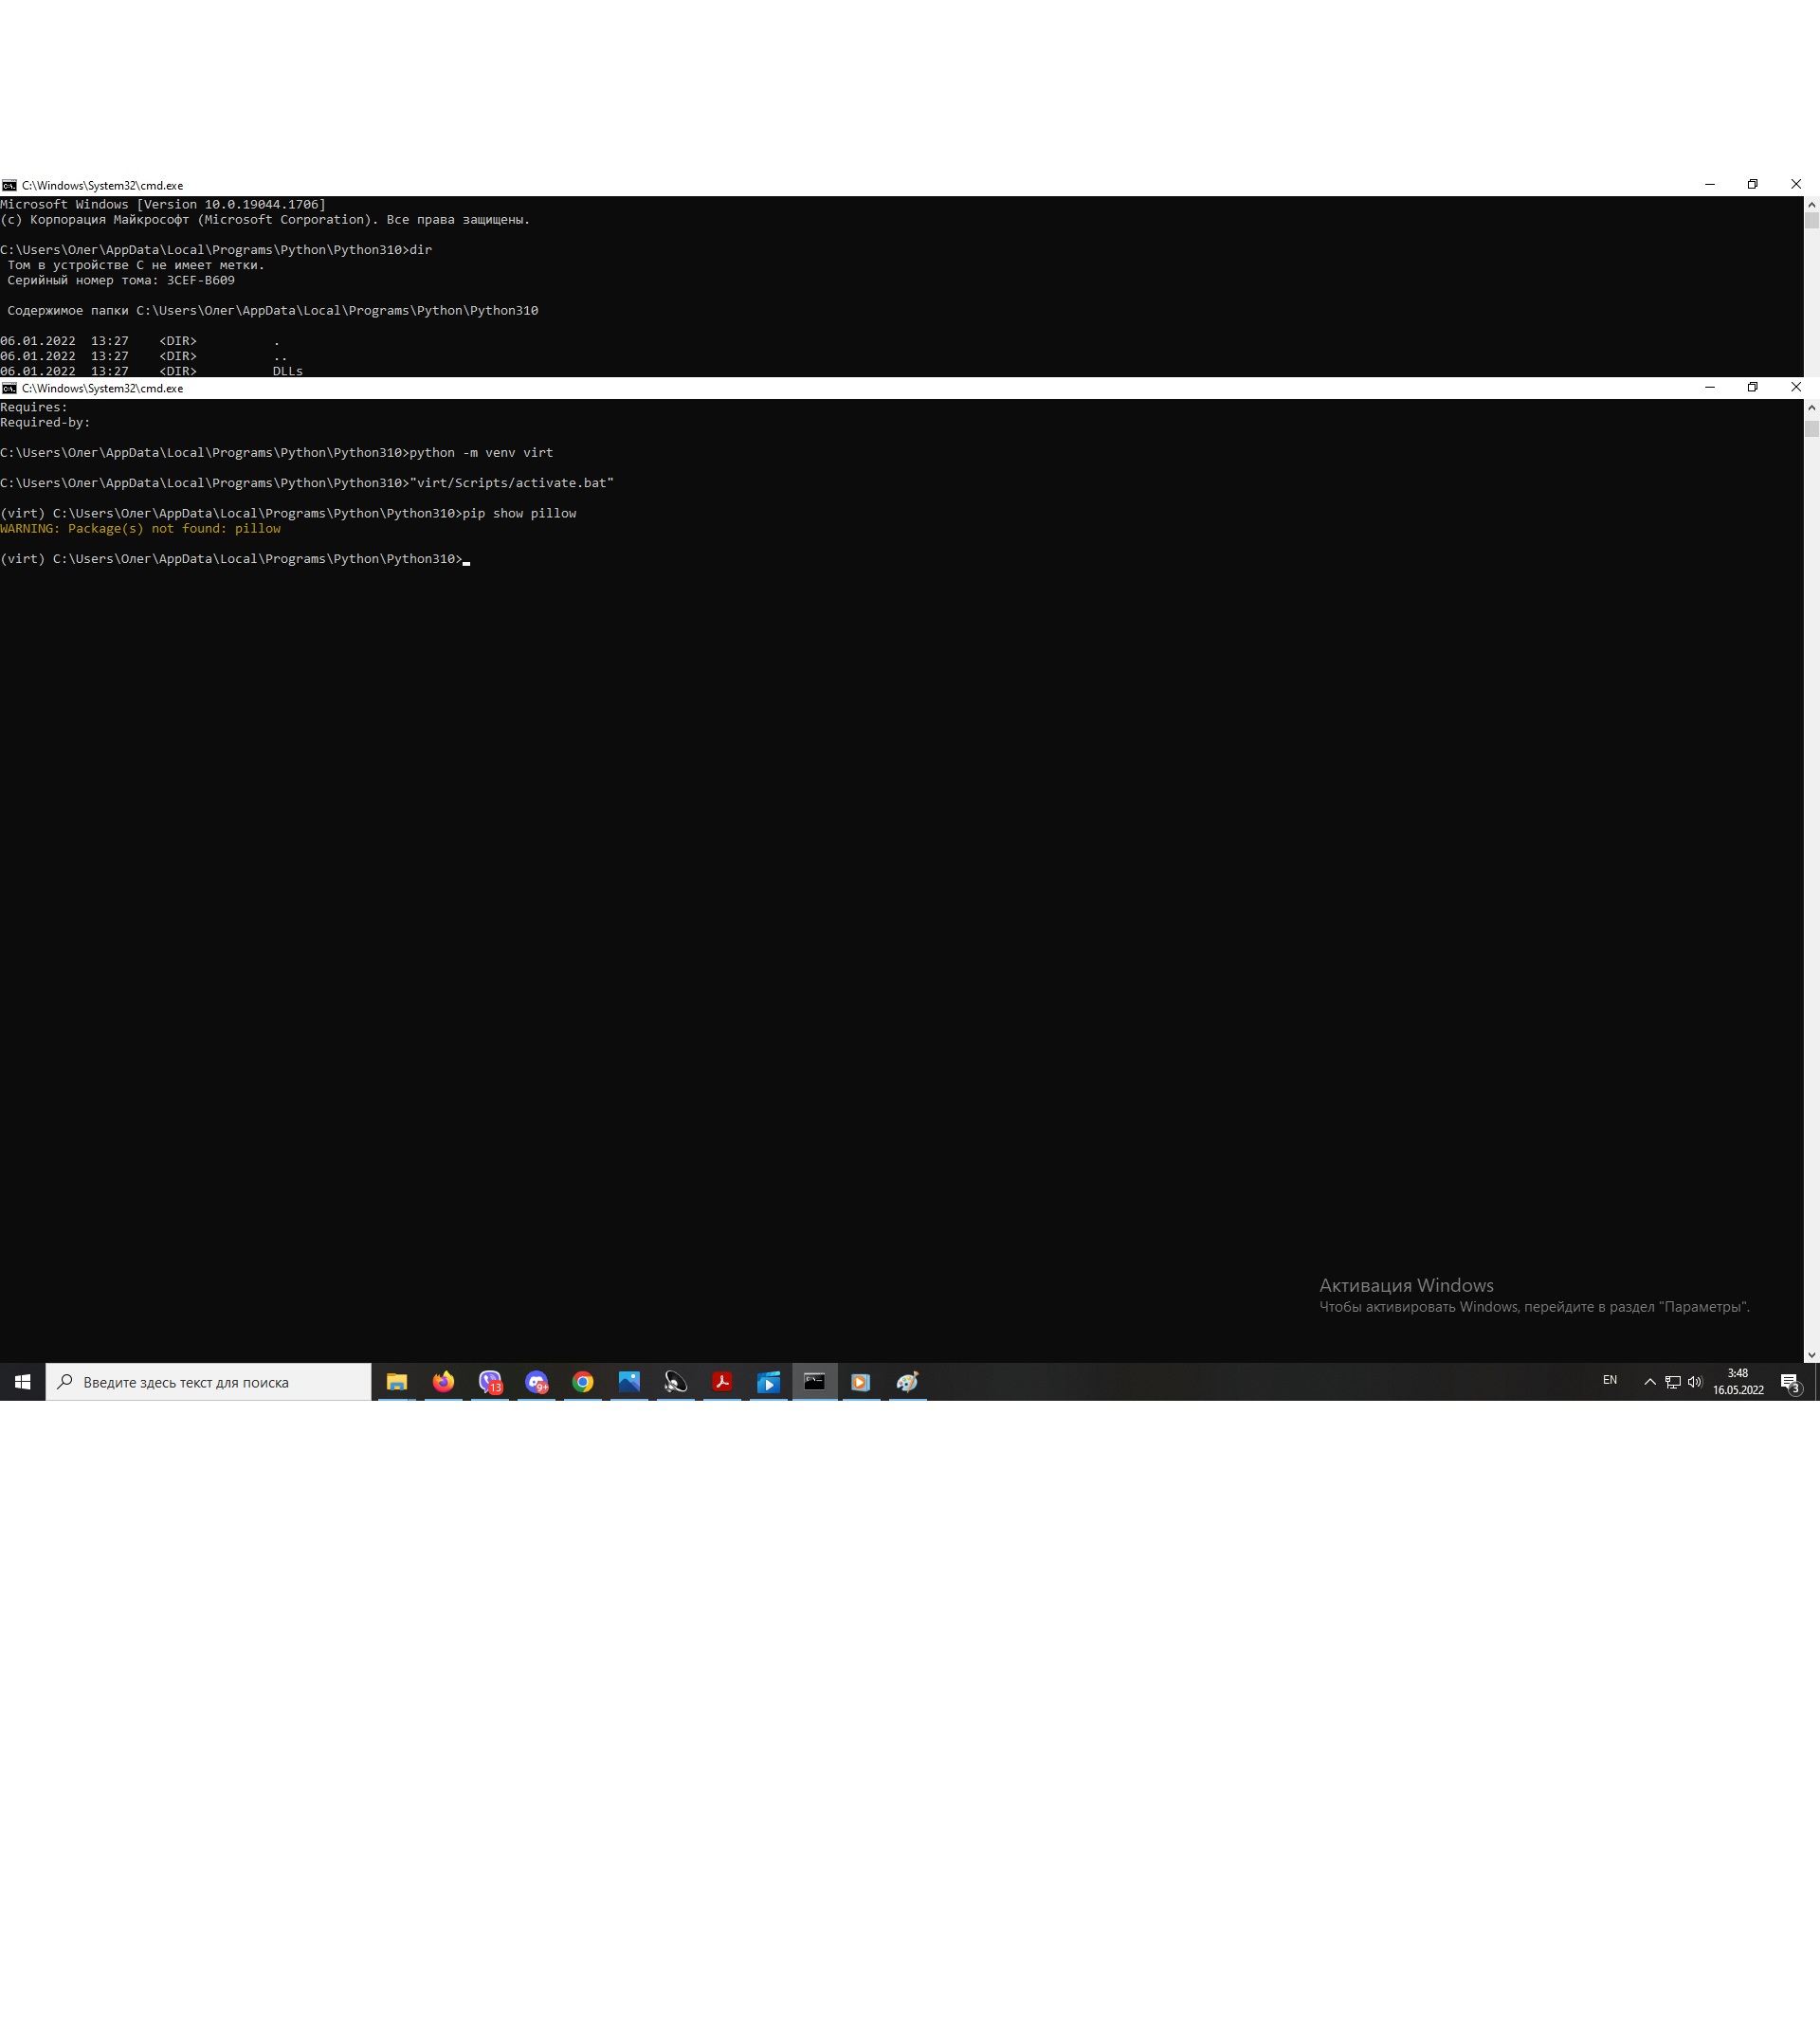 C:\Windows\System32\cmd.exe
Microsoft Windows [Version 10.0.19044.1706]
(c) Корпорация Майкрософт (Microsoft Corporation). Все права защищены.
C:\Users\Олег\AppData\Local\Programs\Python\Python310>dir
Том в устройстве C не имеет метки.
Серийный номер тома: 3CEF-B609
Содержимое папки C:\Users\Олег\AppData\Local\Programs\Python\Python310
06.01.2022  13:27    <DIR>          .
06.01.2022  13:27    <DIR>          ..
06.01.2022  13:27    <DIR>          DLLs
C:\Windows\System32\cmd.exe
Requires:
Required-by:
C:\Users\Олег\AppData\Local\Programs\Python\Python310>python -m venv virt
C:\Users\Олег\AppData\Local\Programs\Python\Python310>"virt/Scripts/activate.bat"
(virt) C:\Users\Олег\AppData\Local\Programs\Python\Python310>pip show pillow
WARNING: Package(s) not found: pillow
(virt) C:\Users\Олег\AppData\Local\Programs\Python\Python310>
Активация Windows
Чтобы активировать Windows, перейдите в раздел "Параметры".
Введите здесь текст для поиска
13
9+
EN
3:48
16.05.2022
3